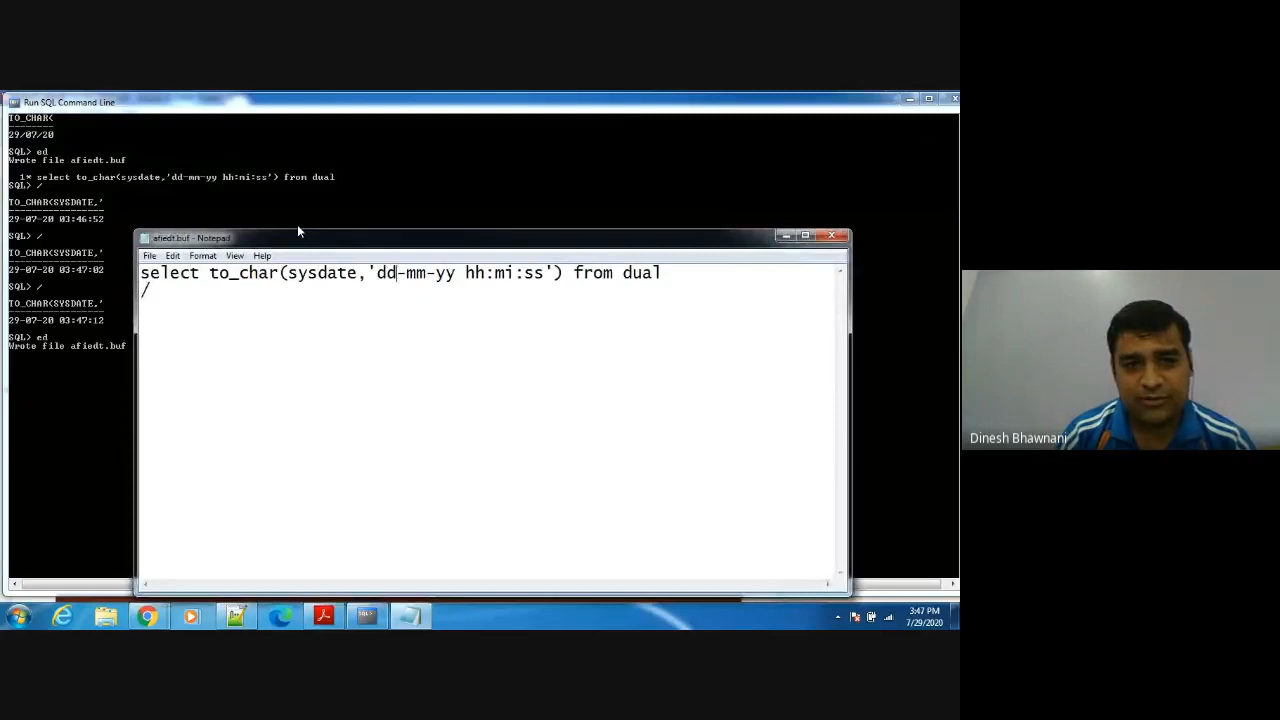 Run SQL Command Line
TO_CHAR(
29/07/20
SQL> ed
Wrote file afiedt.buf
1* select to_char(sysdate,'dd-mm-yy hh:mi:ss') from dual
SQL> /
TO_CHAR(SYSDATE,'
29-07-20 03:46:52
SQL> /
TO_CHAR(SYSDATE,'
29-07-20 03:47:02
SQL> /
TO_CHAR(SYSDATE,'
29-07-20 03:47:12
SQL> ed
Wrote file afiedt.buf
afiedt.buf - Notepad
File Edit Format View Help
select to_char(sysdate,'dd-mm-yy hh:mi:ss') from dual
/
Dinesh Bhawnani
3:47 PM
7/29/2020